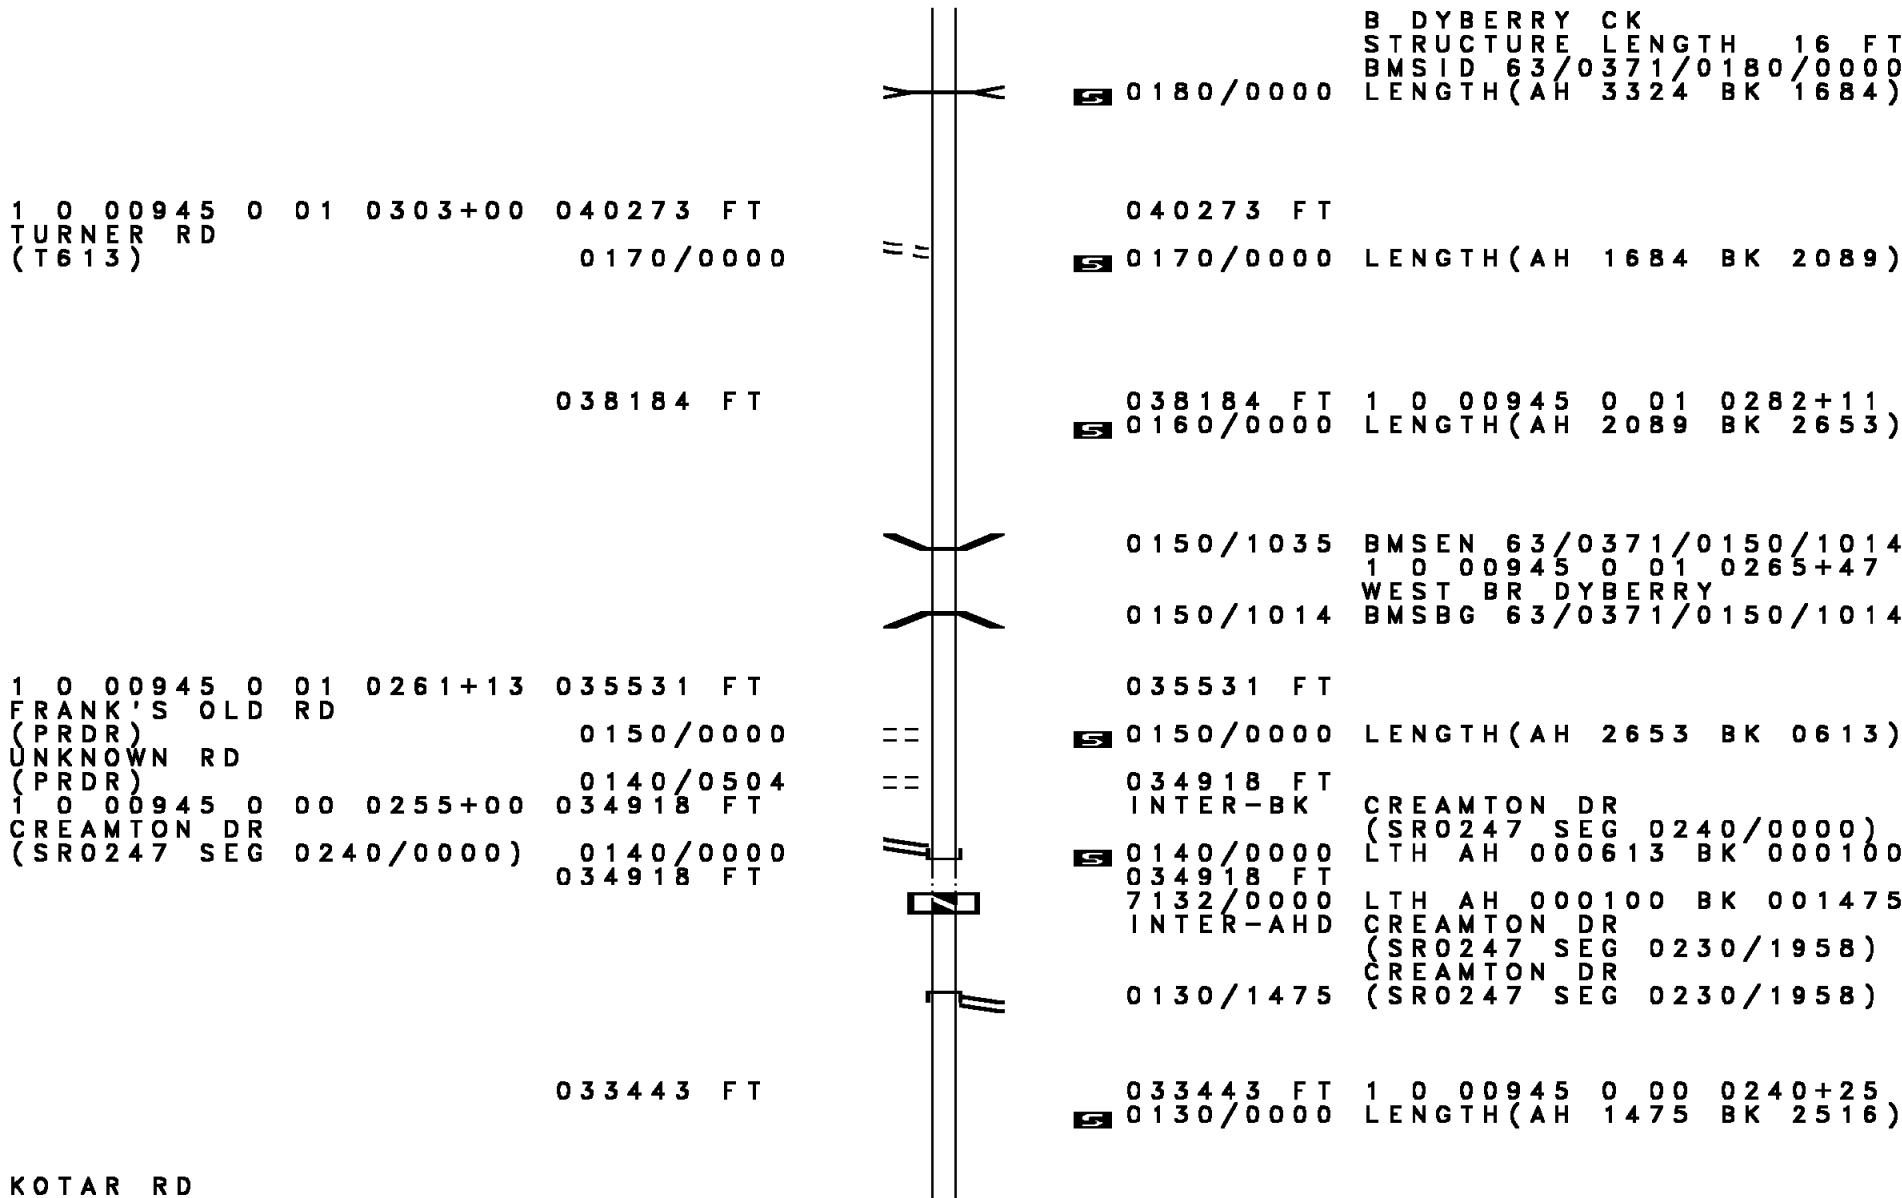 B DYBERRY CK
STRUCTURE LENGTH 16 FT
BMSID 63/0371/0180/0000
S 0180/0000 LENGTH(AH 3324 BK 1684)
1 0 00945 0 01 0303+00 040273 FT 040273 FT
TURNER RD
(T613) 0170/0000 S 0170/0000 LENGTH(AH 1684 BK 2089)
038184 FT 038184 FT 1 0 00945 0 01 0282+11
S 0160/0000 LENGTH(AH 2089 BK 2653)
0150/1035 BMSEN 63/0371/0150/1014
1 0 00945 0 01 0265+47
WEST BR DYBERRY
0150/1014 BMSBG 63/0371/0150/1014
1 0 00945 0 01 0261+13 035531 FT 035531 FT
FRANK'S OLD RD
(PRDR) 0150/0000 S 0150/0000 LENGTH(AH 2653 BK 0613)
UNKNOWN RD
(PRDR) 0140/0504 034918 FT
1 0 00945 0 00 0255+00 034918 FT INTER-BK CREAMTON DR
CREAMTON DR (SR0247 SEG 0240/0000)
(SR0247 SEG 0240/0000) 0140/0000 S 0140/0000 LTH AH 000613 BK 000100
034918 FT 034918 FT
7132/0000 LTH AH 000100 BK 001475
INTER-AHD CREAMTON DR
(SR0247 SEG 0230/1958)
CREAMTON DR
0130/1475 (SR0247 SEG 0230/1958)
033443 FT 033443 FT 1 0 00945 0 00 0240+25
S 0130/0000 LENGTH(AH 1475 BK 2516)
KOTAR RD